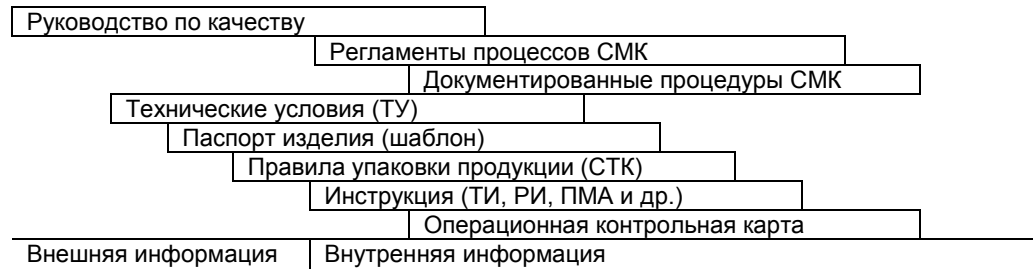 Руководство по качеству
Регламенты процессов СМК
Документированные процедуры СМК
Технические условия (ТУ)
Паспорт изделия (шаблон)
Правила упаковки продукции (СТК)
Инструкция (ТИ, РИ, ПМА и др.)
Операционная контрольная карта
Внешняя информация Внутренняя информация